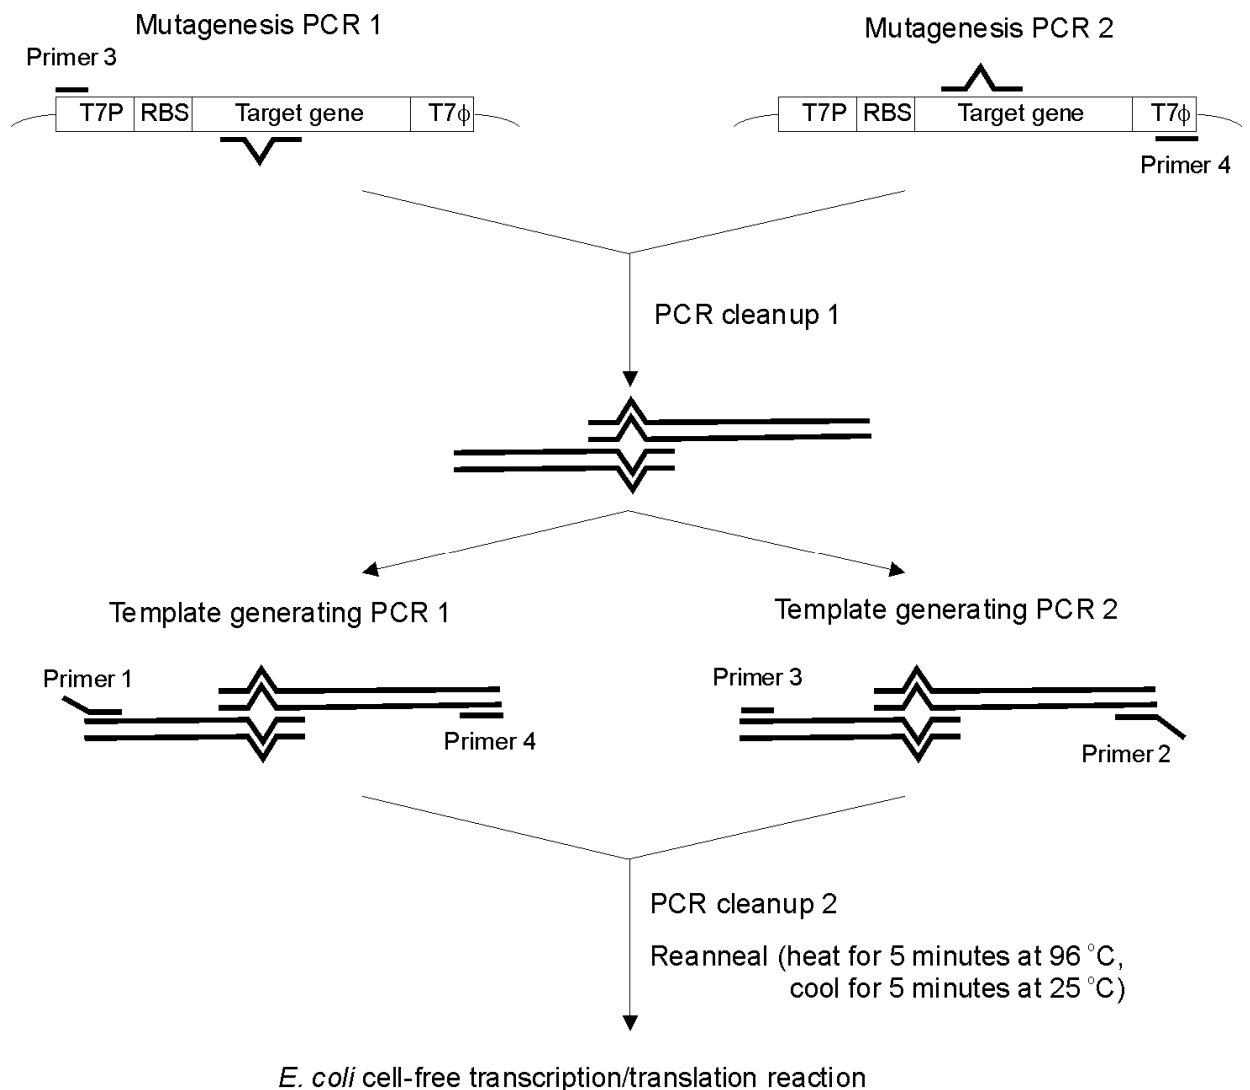 Mutagenesis PCR 1
Mutagenesis PCR 2
Primer 3
T7P RBS Target gene T7ϕ
T7P RBS Target gene T7ϕ
Primer 4
PCR cleanup 1
Template generating PCR 1
Template generating PCR 2
Primer 1
Primer 4
Primer 3
Primer 2
PCR cleanup 2
Reanneal (heat for 5 minutes at 96 °C,
cool for 5 minutes at 25 °C)
E. coli cell-free transcription/translation reaction